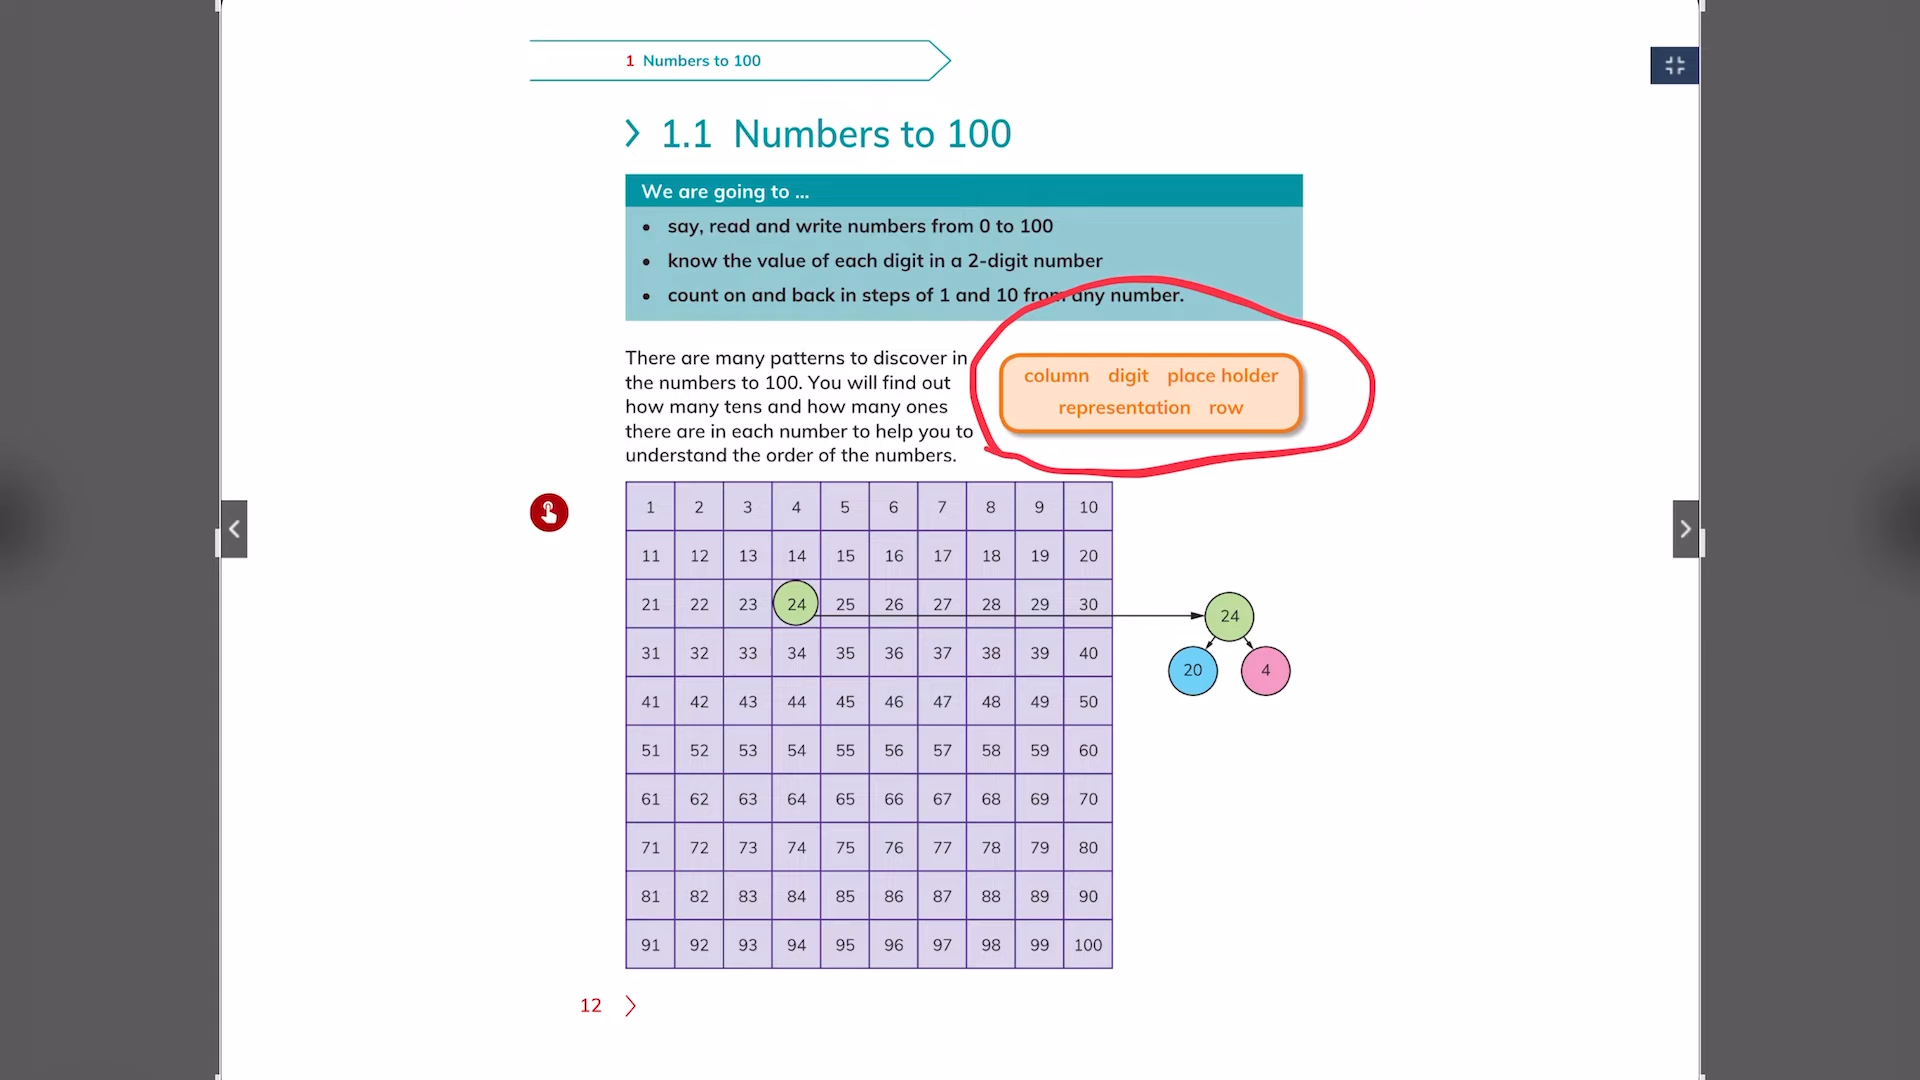 1 Numbers to 100
1.1 Numbers to 100
We are going to ...
• say, read and write numbers from 0 to 100
• know the value of each digit in a 2-digit number
• count on and back in steps of 1 and 10 from any number.
There are many patterns to discover in
the numbers to 100. You will find out
how many tens and how many ones
there are in each number to help you to
understand the order of the numbers.
column digit place holder
representation row
1 2 3 4 5 6 7 8 9 10
11 12 13 14 15 16 17 18 19 20
21 22 23 24 25 26 27 28 29 30
31 32 33 34 35 36 37 38 39 40
41 42 43 44 45 46 47 48 49 50
51 52 53 54 55 56 57 58 59 60
61 62 63 64 65 66 67 68 69 70
71 72 73 74 75 76 77 78 79 80
81 82 83 84 85 86 87 88 89 90
91 92 93 94 95 96 97 98 99 100
24
20 4
12